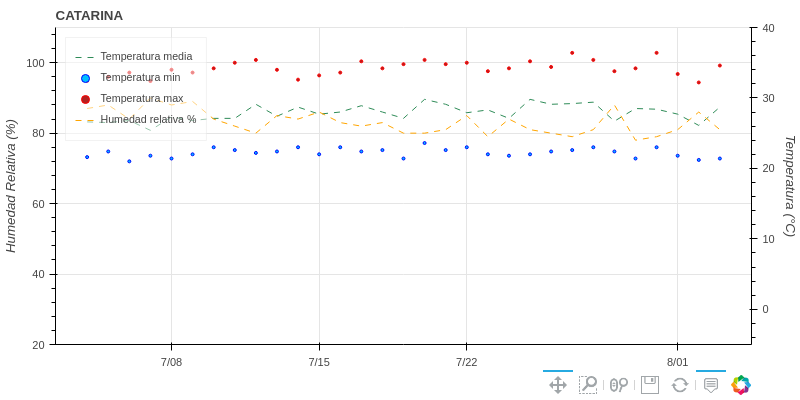 CATARINA
Temperatura media
Temperatura min
Temperatura max
Humedad relativa %
Humedad Relativa (%)
100
80
60
40
20
Temperatura (°C)
40
30
20
10
0
7/08
7/15
7/22
8/01